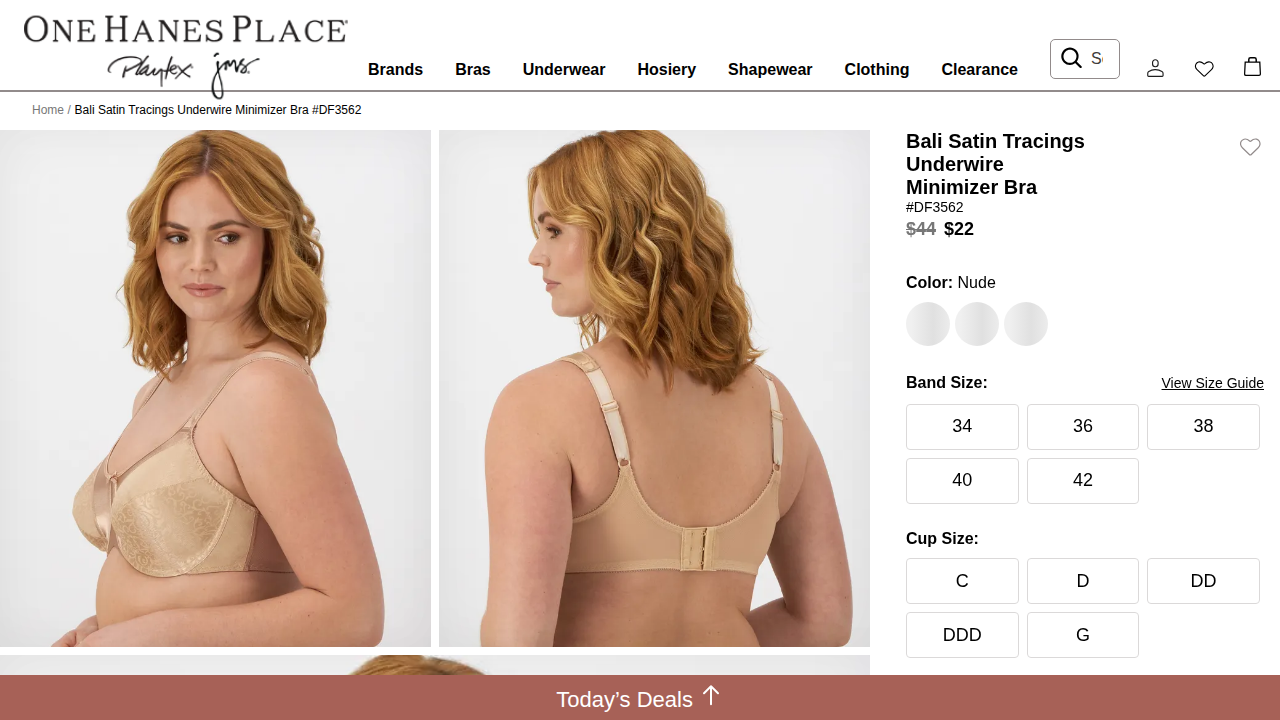 ONE HANES PLACE
Playtex jms.
Brands
Bras
Underwear
Hosiery
Shapewear
Clothing
Clearance
Home / Bali Satin Tracings Underwire Minimizer Bra #DF3562
Bali Satin Tracings
Underwire
Minimizer Bra
#DF3562
$44 $22
Color: Nude
Band Size:
View Size Guide
34
36
38
40
42
Cup Size:
C
D
DD
DDD
G
Today’s Deals